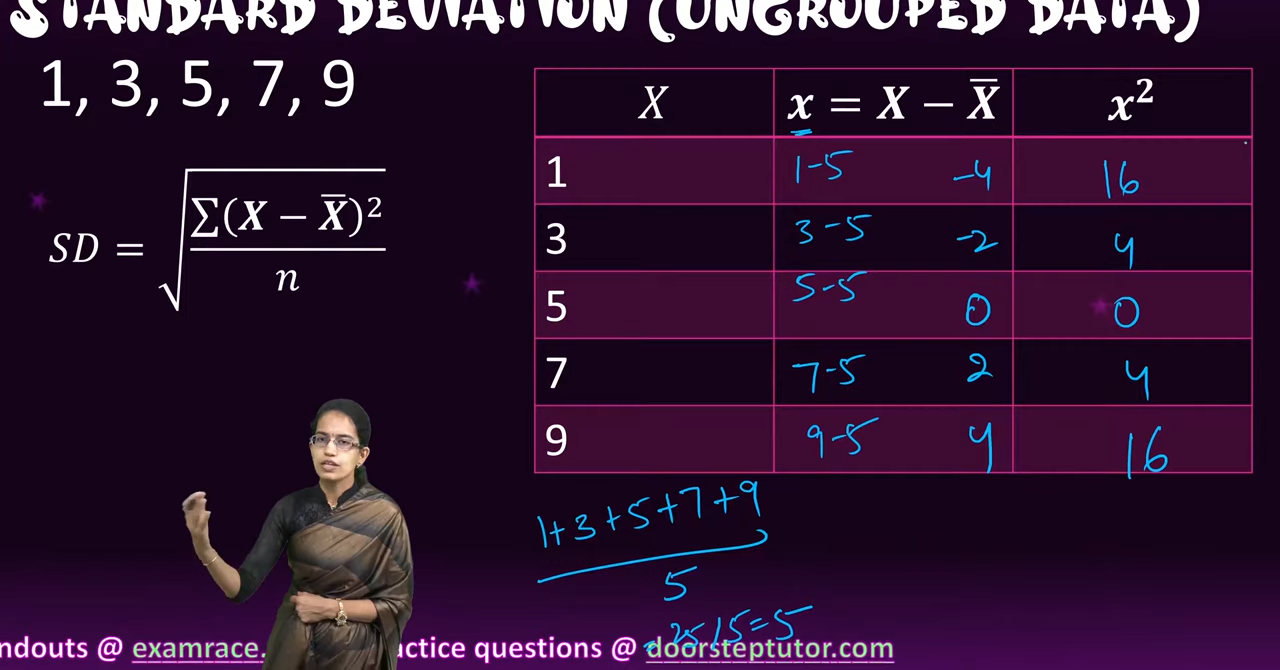 STANDARD DEVIATION (UNGROUPED DATA)
1, 3, 5, 7, 9
SD = √(∑(X − X̄)² / n)
X x = X − X̄ x²
1 1-5 -4 16
3 3-5 -2 4
5 5-5 0 0
7 7-5 2 4
9 9-5 4 16
1+3+5+7+9
5
= 25/5 = 5
ndouts @ examrace. actice questions @ doorsteptutor.com